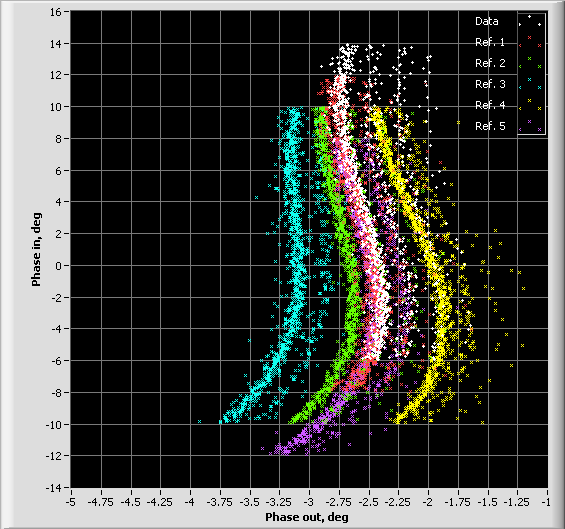 16
14
12
10
8
6
4
2
0
-2
-4
-6
-8
-10
-12
-14
Phase in, deg
Data
Ref. 1
Ref. 2
Ref. 3
Ref. 4
Ref. 5
-5 -4.75 -4.5 -4.25 -4 -3.75 -3.5 -3.25 -3 -2.75 -2.5 -2.25 -2 -1.75 -1.5 -1.25 -1
Phase out, deg